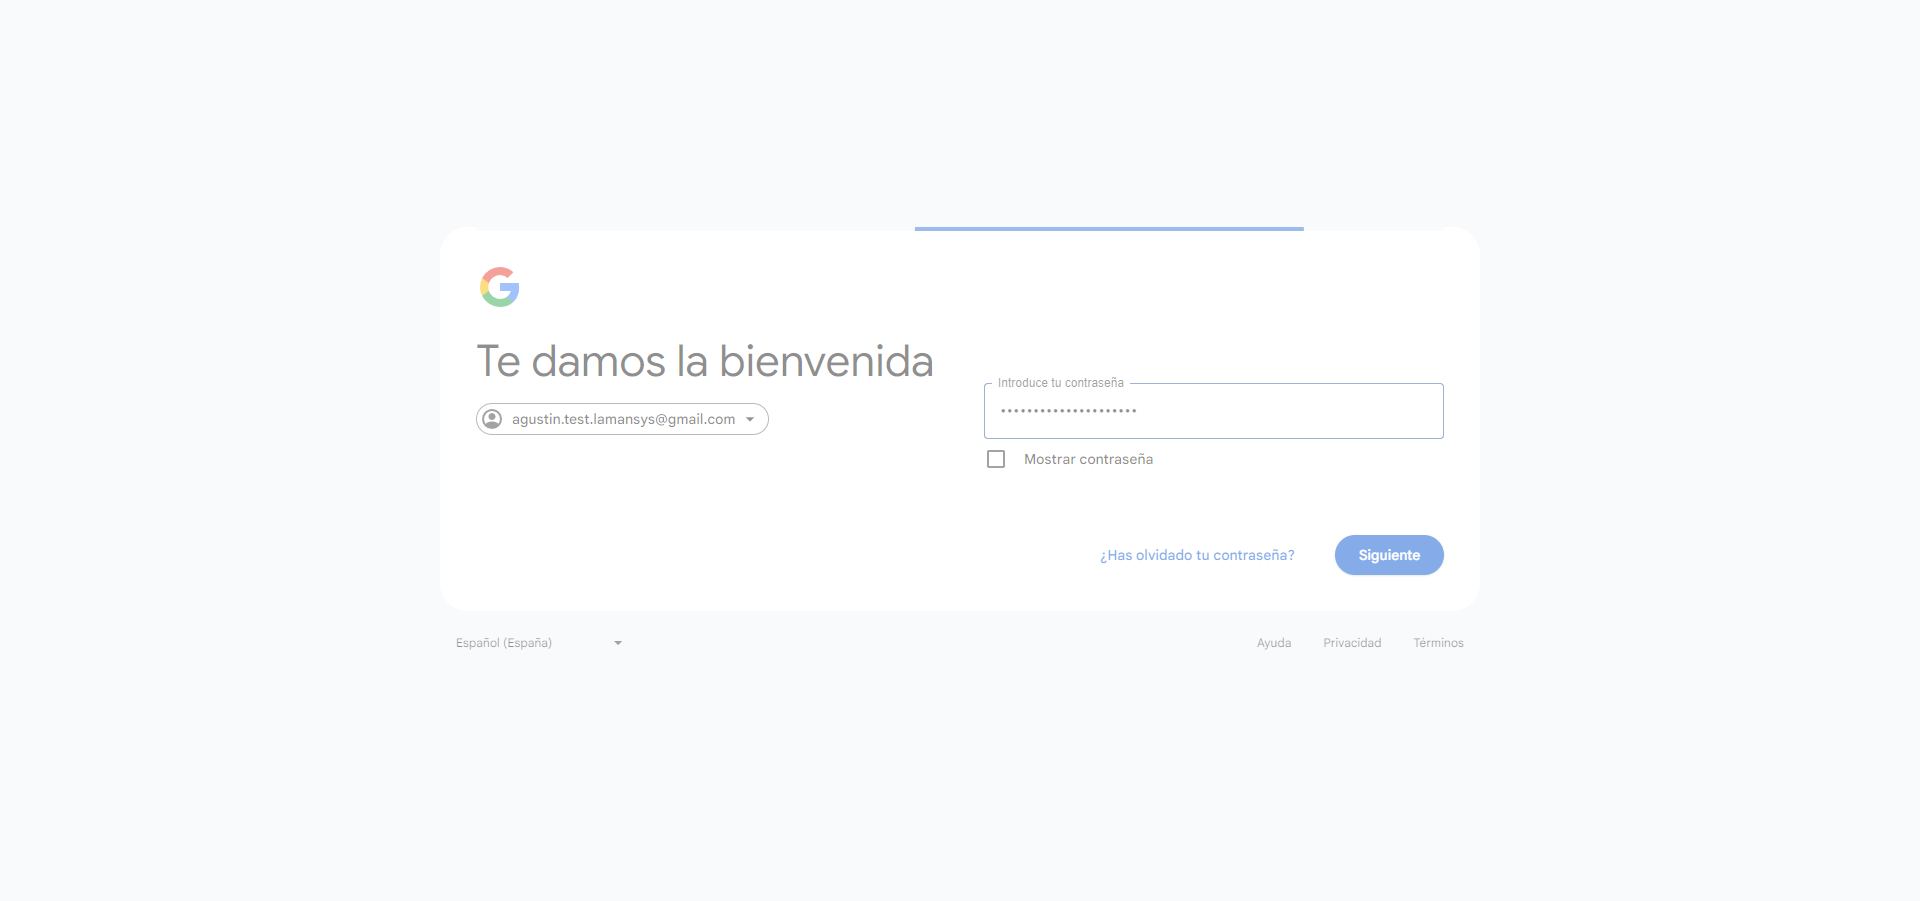 Te damos la bienvenida
agustin.test.lamansys@gmail.com
Introduce tu contraseña
•••••••••••••••••••••
Mostrar contraseña
¿Has olvidado tu contraseña?
Siguiente
Español (España)
Ayuda
Privacidad
Términos